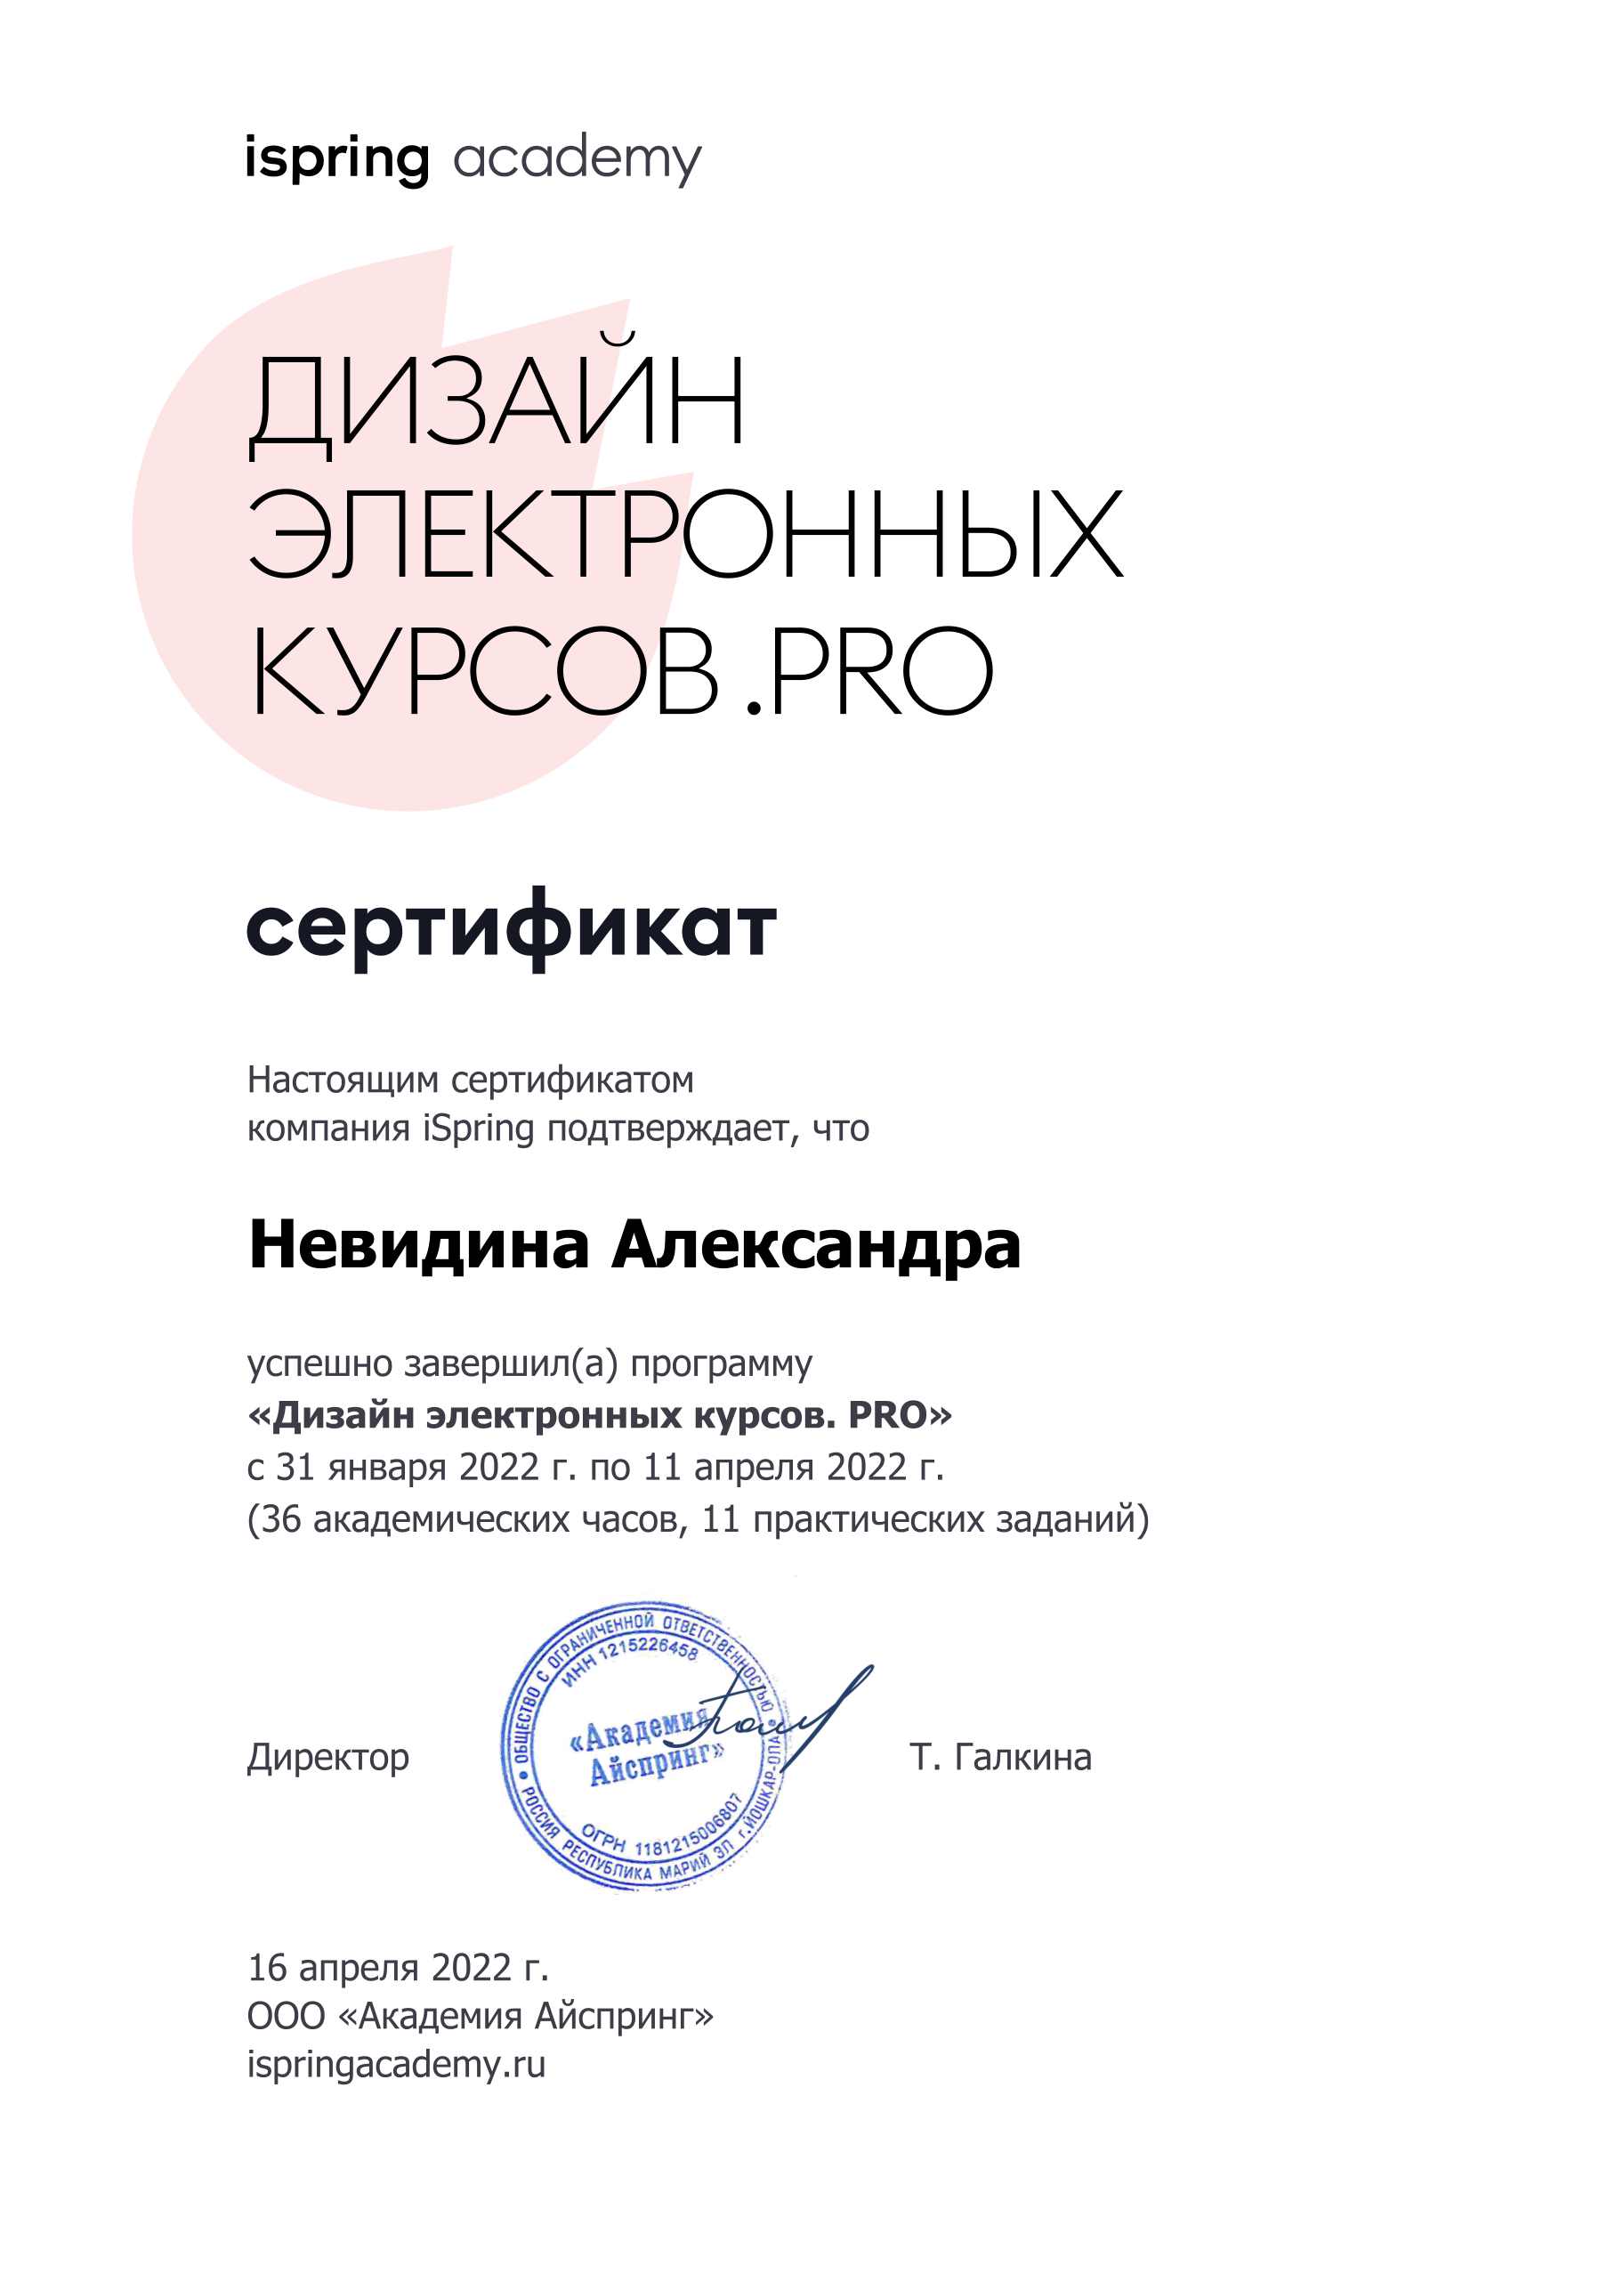 ispring academy
ДИЗАЙН
ЭЛЕКТРОННЫХ
КУРСОВ.PRO
сертификат
Настоящим сертификатом
компания iSpring подтверждает, что
Невидина Александра
успешно завершил(а) программу
«Дизайн электронных курсов. PRO»
с 31 января 2022 г. по 11 апреля 2022 г.
(36 академических часов, 11 практических заданий)
ОБЩЕСТВО С ОГРАНИЧЕННОЙ ОТВЕТСТВЕННОСТЬЮ
ИНН 1215226458
«Академия
Айспринг»
ОГРН 1181215006807
РОССИЯ РЕСПУБЛИКА МАРИЙ ЭЛ г.ЙОШКАР-ОЛА
Директор
Т. Галкина
16 апреля 2022 г.
ООО «Академия Айспринг»
ispringacademy.ru